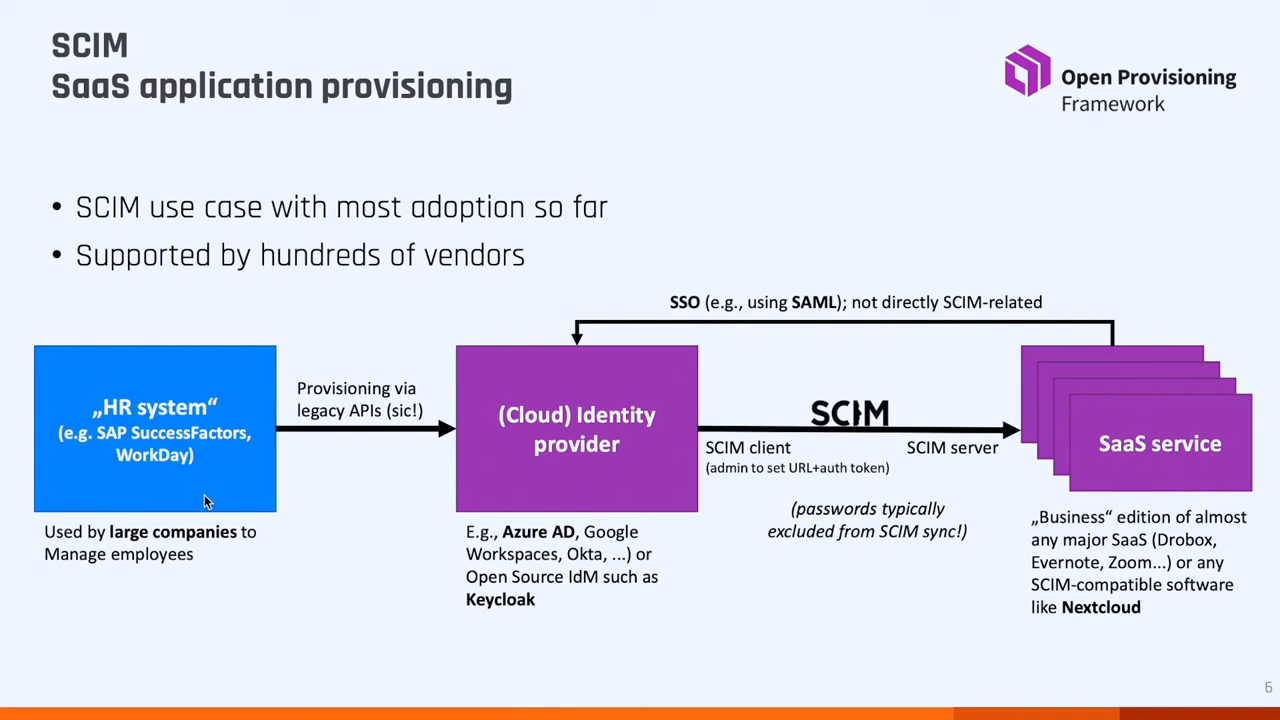 SCIM
SaaS application provisioning
Open Provisioning
Framework
• SCIM use case with most adoption so far
• Supported by hundreds of vendors
SSO (e.g., using SAML); not directly SCIM-related
„HR system“
(e.g. SAP SuccessFactors,
WorkDay)
Used by large companies to
Manage employees
Provisioning via
legacy APIs (sic!)
(Cloud) Identity
provider
E.g., Azure AD, Google
Workspaces, Okta, ...) or
Open Source IdM such as
Keycloak
SCIM
SCIM client
(admin to set URL+auth token)
SCIM server
(passwords typically
excluded from SCIM sync!)
SaaS service
„Business“ edition of almost
any major SaaS (Drobox,
Evernote, Zoom...) or any
SCIM-compatible software
like Nextcloud
6